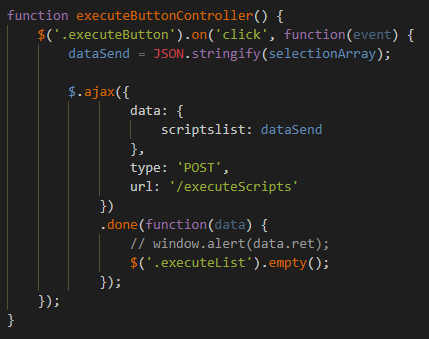 function executeButtonController() {
    $('.executeButton').on('click', function(event) {
        dataSend = JSON.stringify(selectionArray);

        $.ajax({
                data: {
                    scriptslist: dataSend
                },
                type: 'POST',
                url: '/executeScripts'
            })
            .done(function(data) {
                // window.alert(data.ret);
                $('.executeList').empty();
            });
    });
}